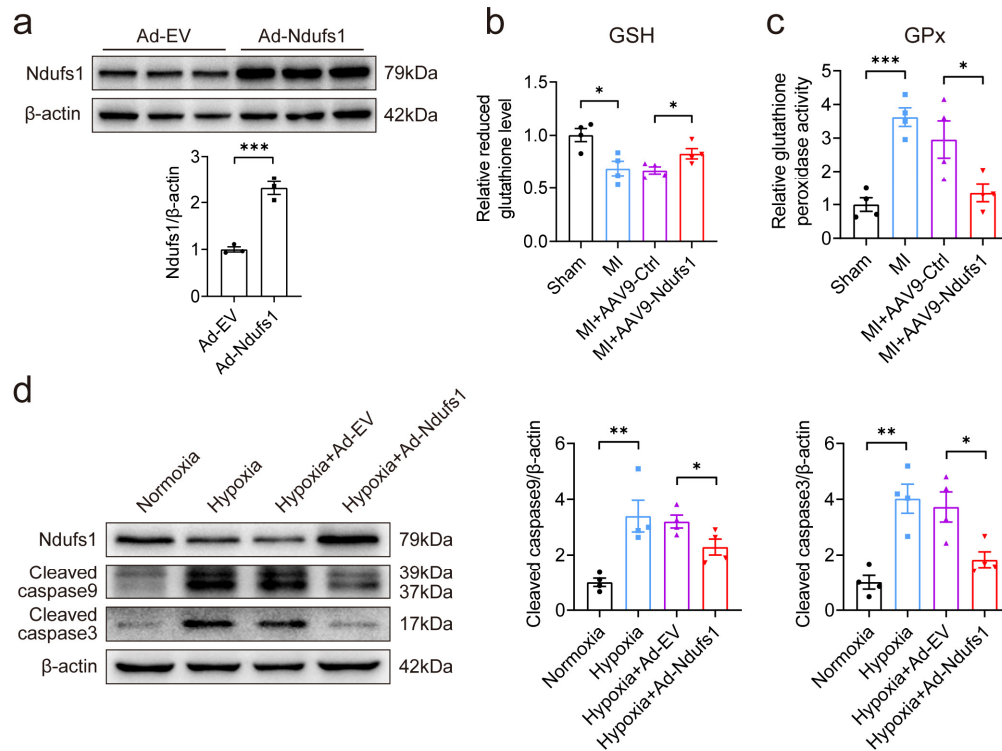 a
Ad-EV Ad-Ndufs1
Ndufs1 79kDa
β-actin 42kDa
***
Ndufs1/β-actin
3
2
1
0
Ad-EV
Ad-Ndufs1
b
GSH
Relative reduced
glutathione level
1.5
1.0
0.5
0.0
* *
Sham
MI
MI+AAV9-Ctrl
MI+AAV9-Ndufs1
c
GPx
Relative glutathione
peroxidase activity
5
4
3
2
1
0
*** *
Sham
MI
MI+AAV9-Ctrl
MI+AAV9-Ndufs1
d
Normoxia
Hypoxia
Hypoxia+Ad-EV
Hypoxia+Ad-Ndufs1
Ndufs1 79kDa
Cleaved 39kDa
caspase9 37kDa
Cleaved
caspase3 17kDa
β-actin 42kDa
Cleaved caspase9/β-actin
6
4
2
0
** *
Normoxia
Hypoxia
Hypoxia+Ad-EV
Hypoxia+Ad-Ndufs1
Cleaved caspase3/β-actin
6
4
2
0
** *
Normoxia
Hypoxia
Hypoxia+Ad-EV
Hypoxia+Ad-Ndufs1